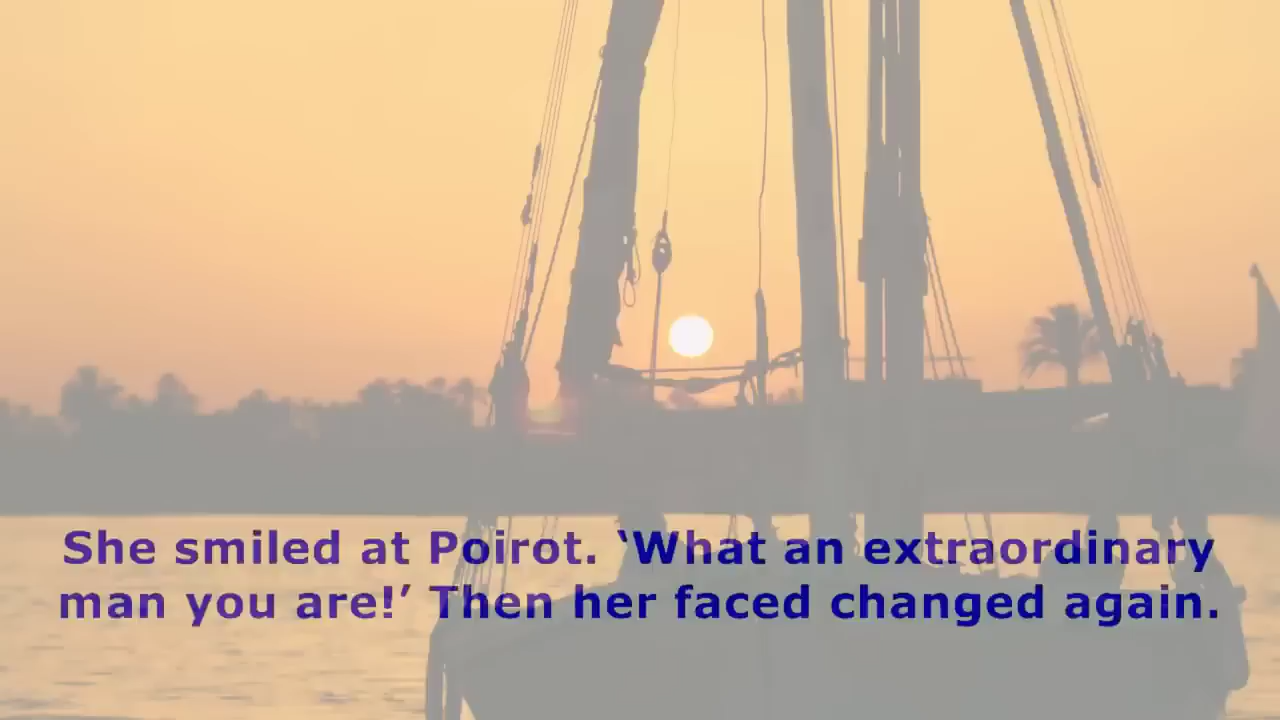 She smiled at Poirot. ‘What an extraordinary
man you are!’ Then her faced changed again.